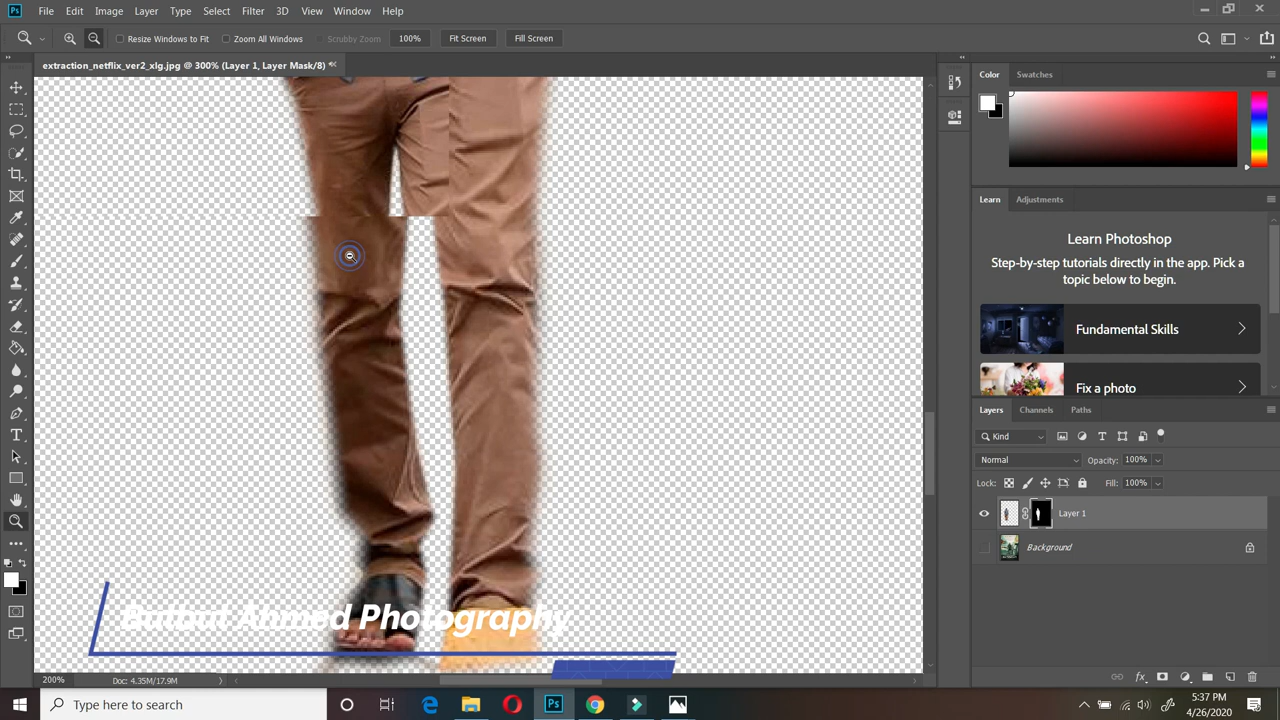 File Edit Image Layer Type Select Filter 3D View Window Help
Resize Windows to Fit Zoom All Windows Scrubby Zoom 100% Fit Screen Fill Screen
extraction_netflix_ver2_xlg.jpg @ 300% (Layer 1, Layer Mask/8)
Color Swatches
Learn Adjustments
Learn Photoshop
Step-by-step tutorials directly in the app. Pick a
topic below to begin.
Fundamental Skills
Fix a photo
Layers Channels Paths
Kind
Normal Opacity: 100%
Lock: Fill: 100%
Layer 1
Background
Bulbul Ahmed Photography
200% Doc: 4.35M/17.9M
Type here to search
5:37 PM
4/26/2020